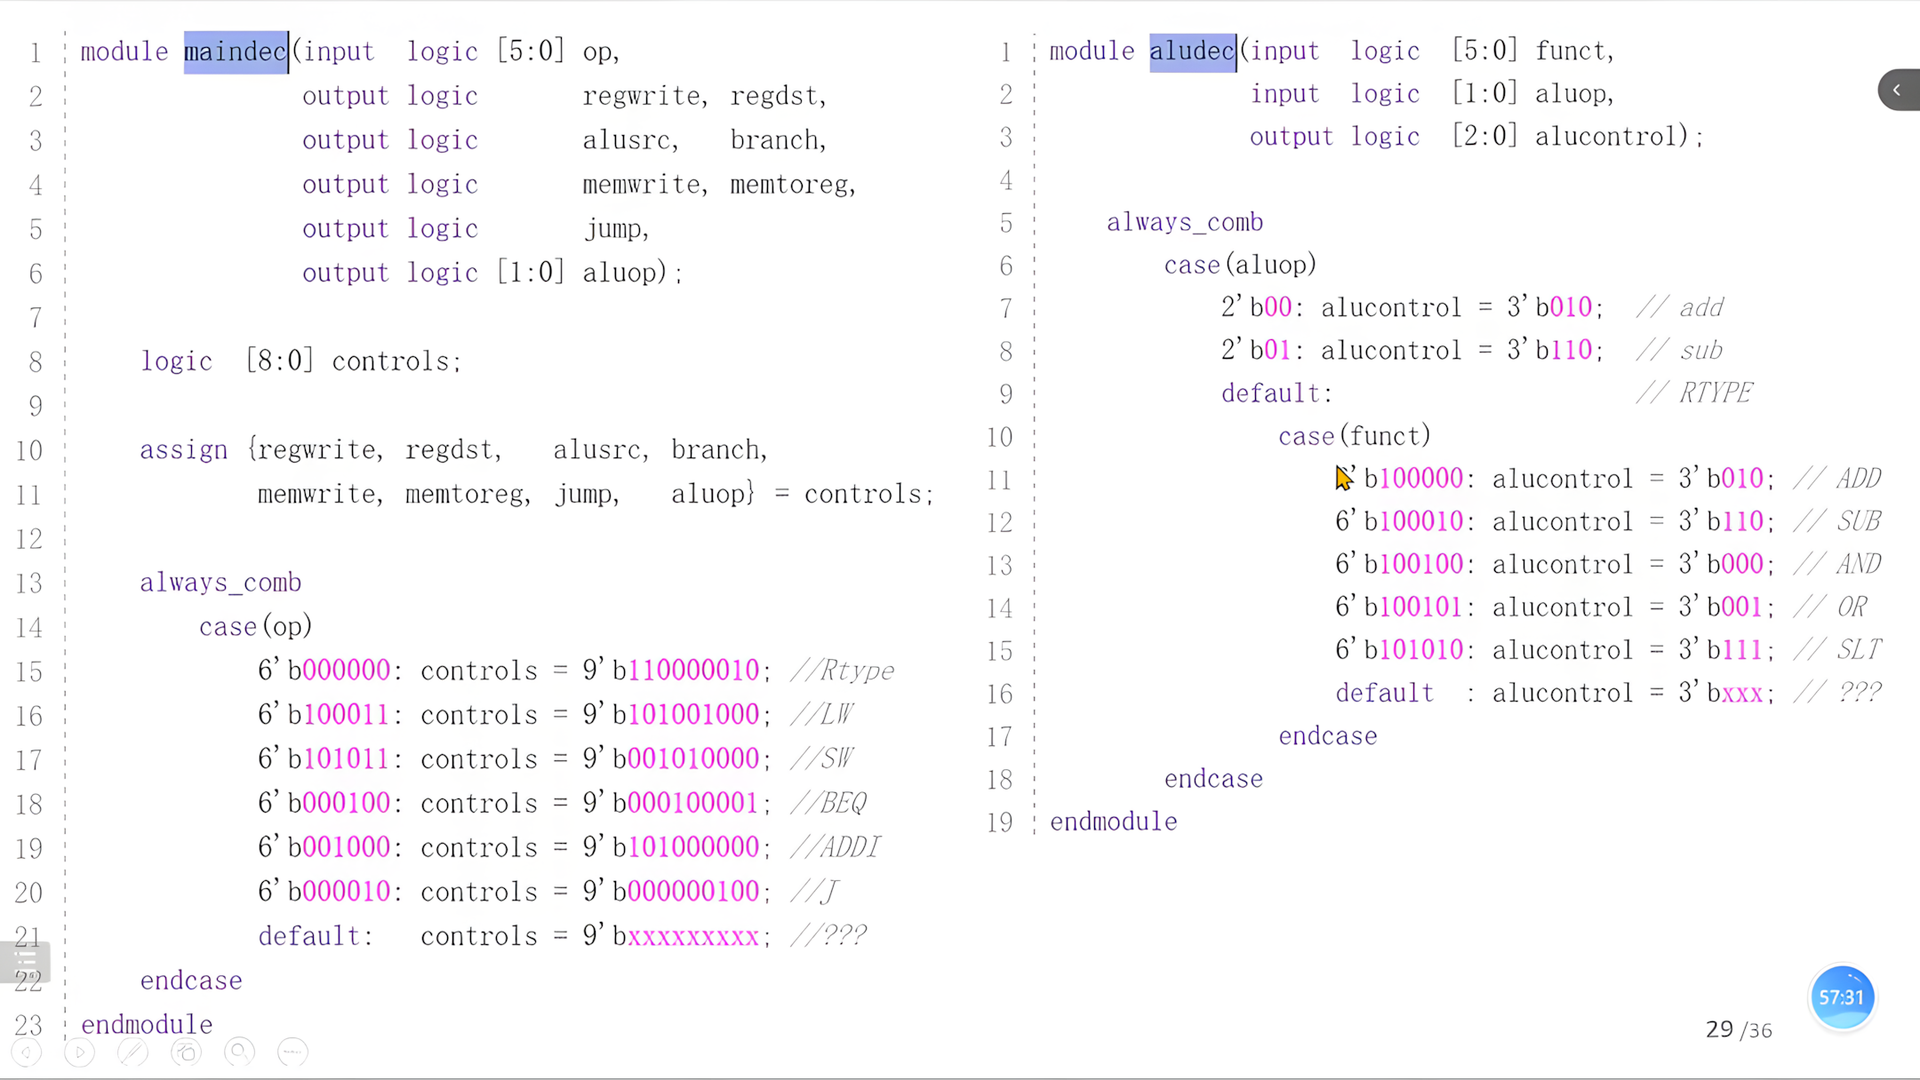 1 module maindec(input logic [5:0] op,
2 output logic regwrite, regdst,
3 output logic alusrc, branch,
4 output logic memwrite, memtoreg,
5 output logic jump,
6 output logic [1:0] aluop);
7
8 logic [8:0] controls;
9
10 assign {regwrite, regdst, alusrc, branch,
11 memwrite, memtoreg, jump, aluop} = controls;
12
13 always_comb
14 case(op)
15 6'b000000: controls = 9'b110000010; //Rtype
16 6'b100011: controls = 9'b101001000; //LW
17 6'b101011: controls = 9'b001010000; //SW
18 6'b000100: controls = 9'b000100001; //BEQ
19 6'b001000: controls = 9'b101000000; //ADDI
20 6'b000010: controls = 9'b000000100; //J
21 default: controls = 9'bxxxxxxxxx; //???
22 endcase
23 endmodule
1 module aludec(input logic [5:0] funct,
2 input logic [1:0] aluop,
3 output logic [2:0] alucontrol);
4
5 always_comb
6 case(aluop)
7 2'b00: alucontrol = 3'b010; // add
8 2'b01: alucontrol = 3'b110; // sub
9 default: // RTYPE
10 case(funct)
11 'b100000: alucontrol = 3'b010; // ADD
12 6'b100010: alucontrol = 3'b110; // SUB
13 6'b100100: alucontrol = 3'b000; // AND
14 6'b100101: alucontrol = 3'b001; // OR
15 6'b101010: alucontrol = 3'b111; // SLT
16 default : alucontrol = 3'bxxx; // ???
17 endcase
18 endcase
19 endmodule
57:31
29 /36